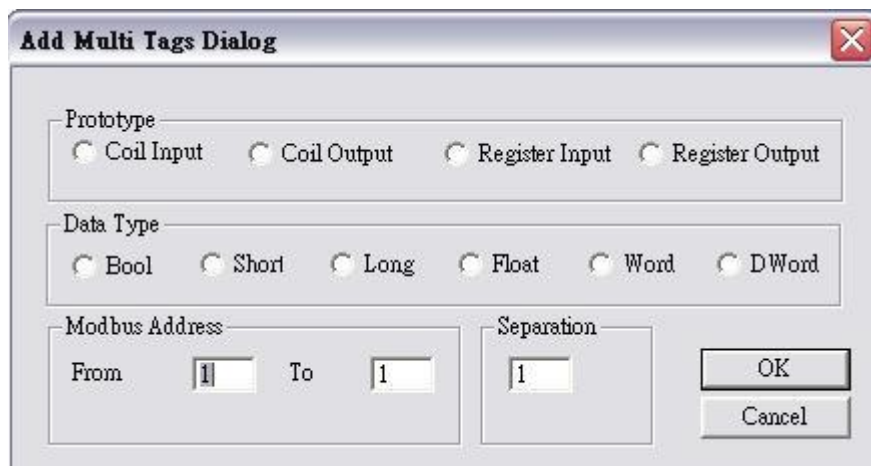 Add Multi Tags Dialog
Prototype
Coil Input Coil Output Register Input Register Output
Data Type
Bool Short Long Float Word DWord
Modbus Address Separation
From 1 To 1 1 OK
Cancel